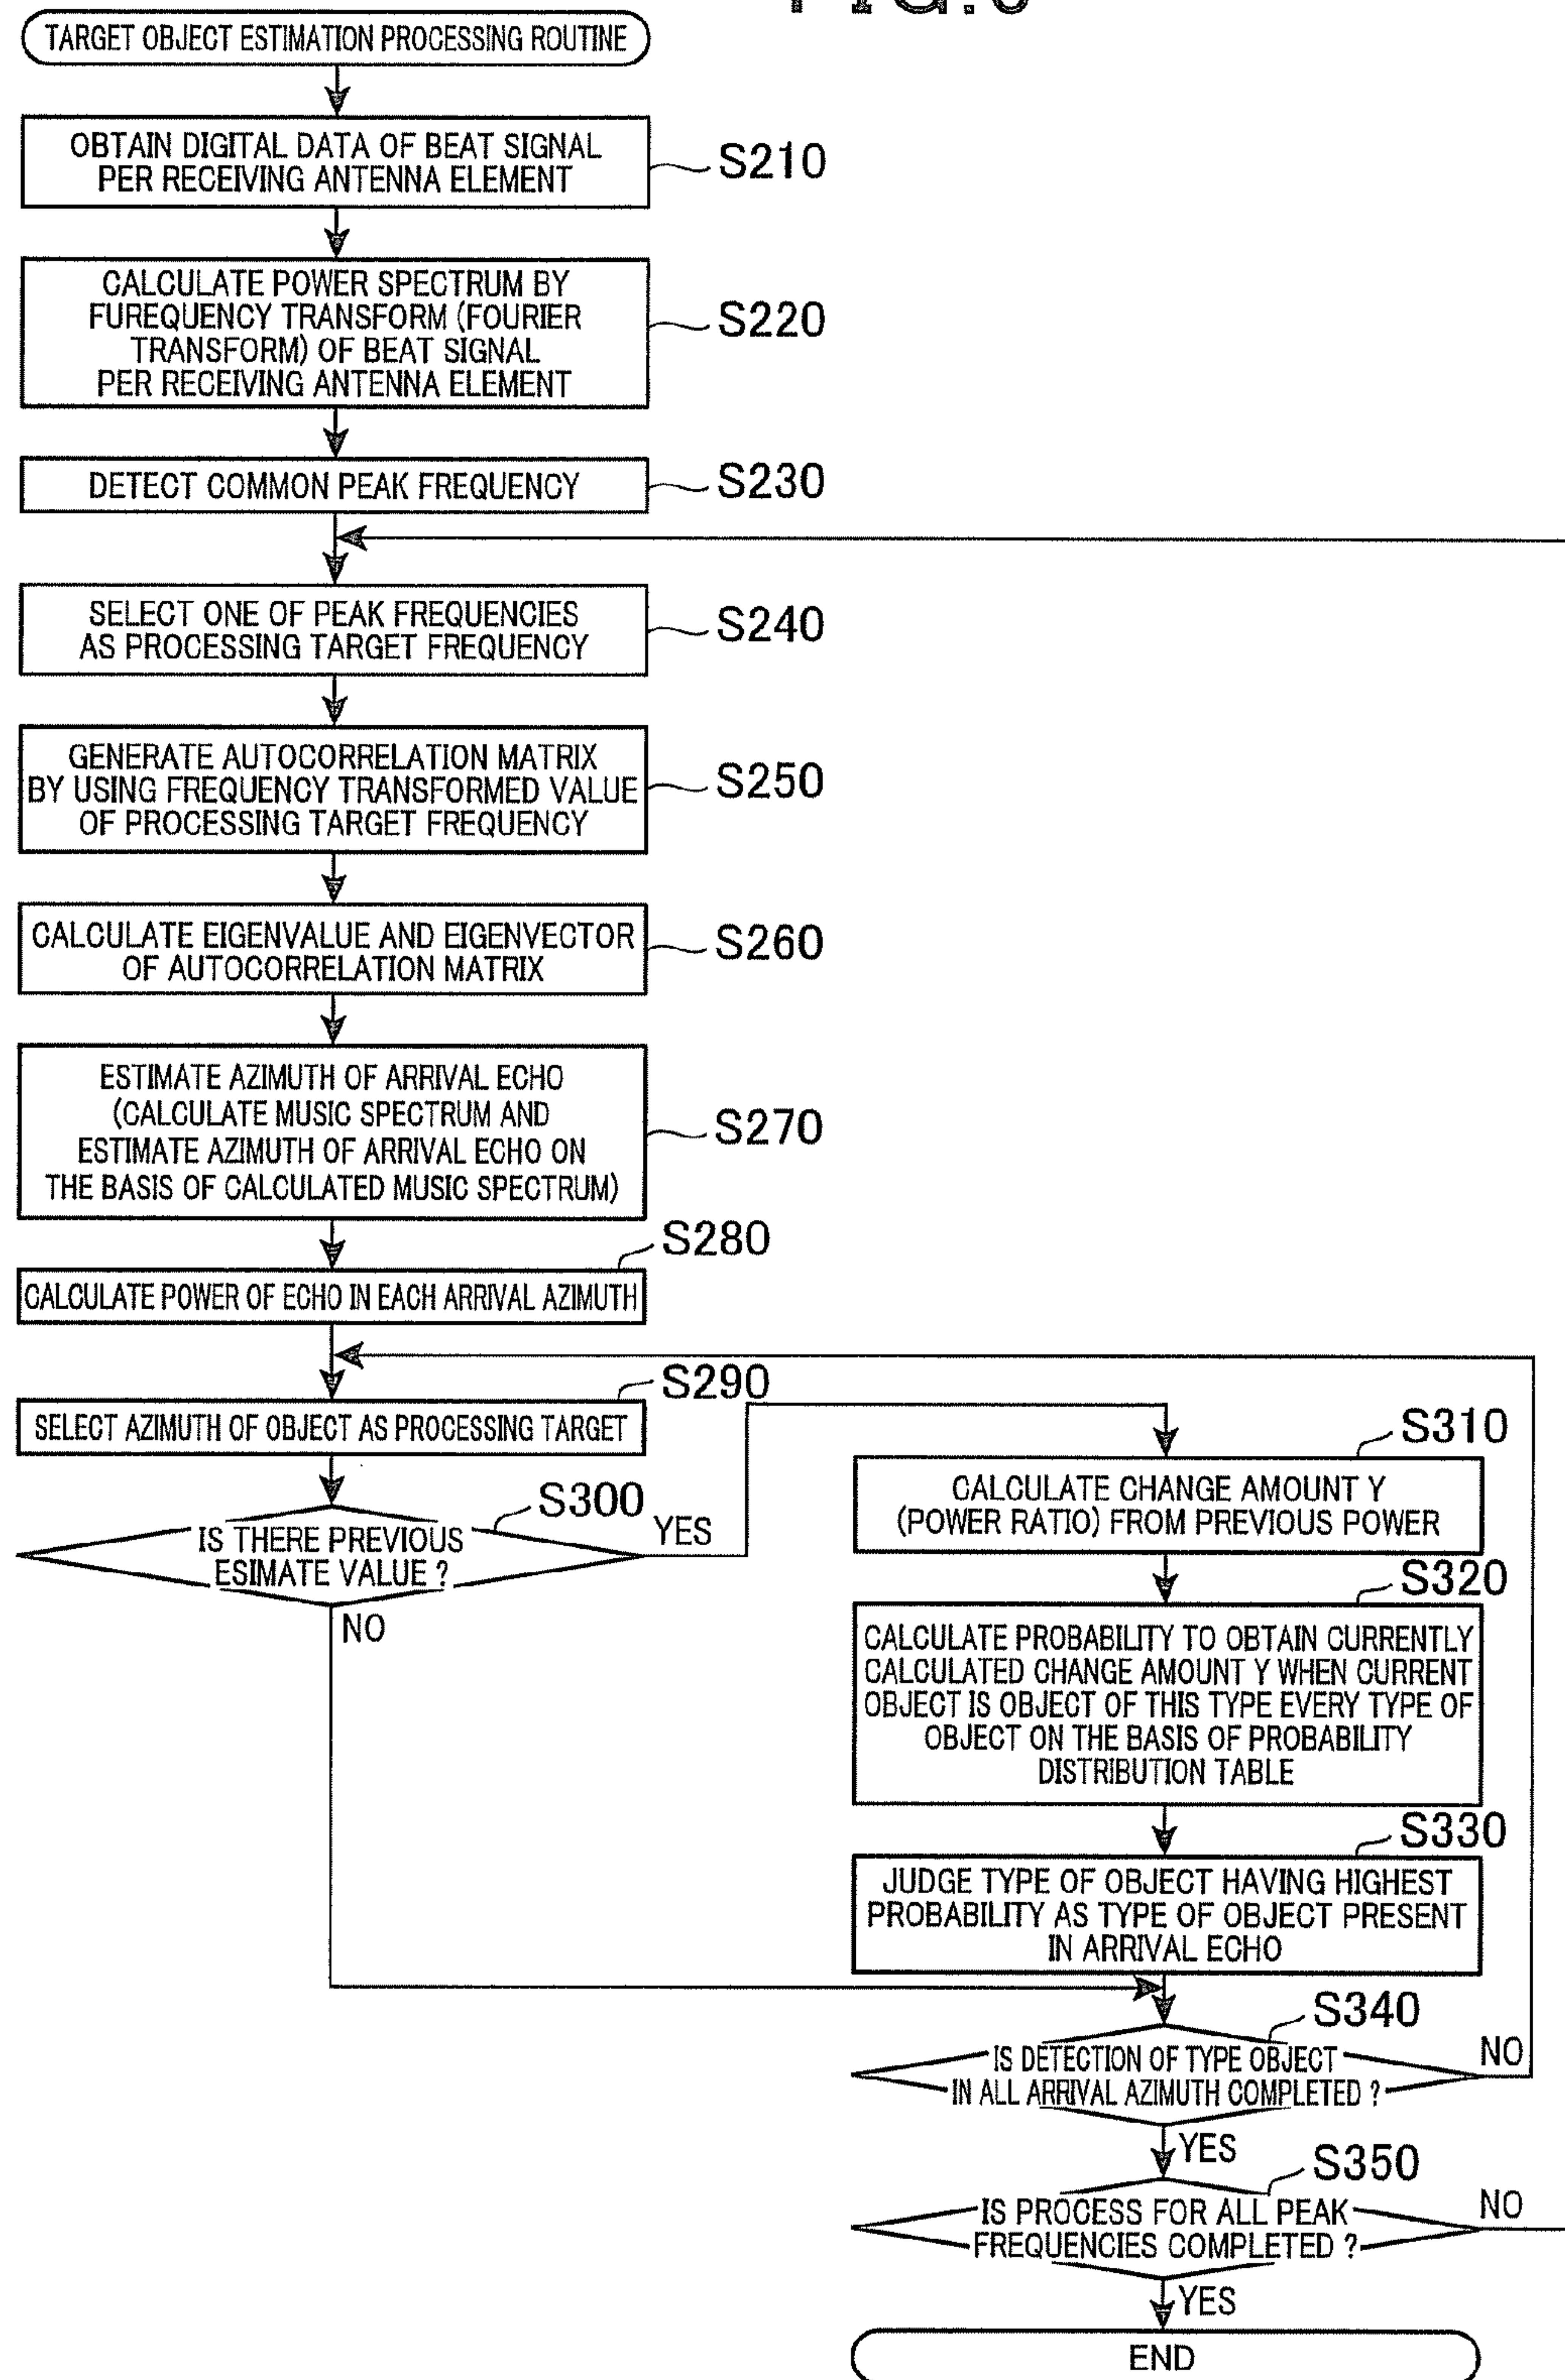 TARGET OBJECT ESTIMATION PROCESSING ROUTINE
OBTAIN DIGITAL DATA OF BEAT SIGNAL
PER RECEIVING ANTENNA ELEMENT
S210
CALCULATE POWER SPECTRUM BY
FUREQUENCY TRANSFORM (FOURIER
TRANSFORM) OF BEAT SIGNAL
PER RECEIVING ANTENNA ELEMENT
S220
DETECT COMMON PEAK FREQUENCY
S230
SELECT ONE OF PEAK FREQUENCIES
AS PROCESSING TARGET FREQUENCY
S240
GENERATE AUTOCORRELATION MATRIX
BY USING FREQUENCY TRANSFORMED VALUE
OF PROCESSING TARGET FREQUENCY
S250
CALCULATE EIGENVALUE AND EIGENVECTOR
OF AUTOCORRELATION MATRIX
S260
ESTIMATE AZIMUTH OF ARRIVAL ECHO
(CALCULATE MUSIC SPECTRUM AND
ESTIMATE AZIMUTH OF ARRIVAL ECHO ON
THE BASIS OF CALCULATED MUSIC SPECTRUM)
S270
S280
CALCULATE POWER OF ECHO IN EACH ARRIVAL AZIMUTH
S290
SELECT AZIMUTH OF OBJECT AS PROCESSING TARGET
S300
IS THERE PREVIOUS
ESIMATE VALUE ?
YES
NO
S310
CALCULATE CHANGE AMOUNT Y
(POWER RATIO) FROM PREVIOUS POWER
S320
CALCULATE PROBABILITY TO OBTAIN CURRENTLY
CALCULATED CHANGE AMOUNT Y WHEN CURRENT
OBJECT IS OBJECT OF THIS TYPE EVERY TYPE OF
OBJECT ON THE BASIS OF PROBABILITY
DISTRIBUTION TABLE
S330
JUDGE TYPE OF OBJECT HAVING HIGHEST
PROBABILITY AS TYPE OF OBJECT PRESENT
IN ARRIVAL ECHO
S340
IS DETECTION OF TYPE OBJECT
IN ALL ARRIVAL AZIMUTH COMPLETED ?
NO
YES
S350
IS PROCESS FOR ALL PEAK
FREQUENCIES COMPLETED ?
NO
YES
END